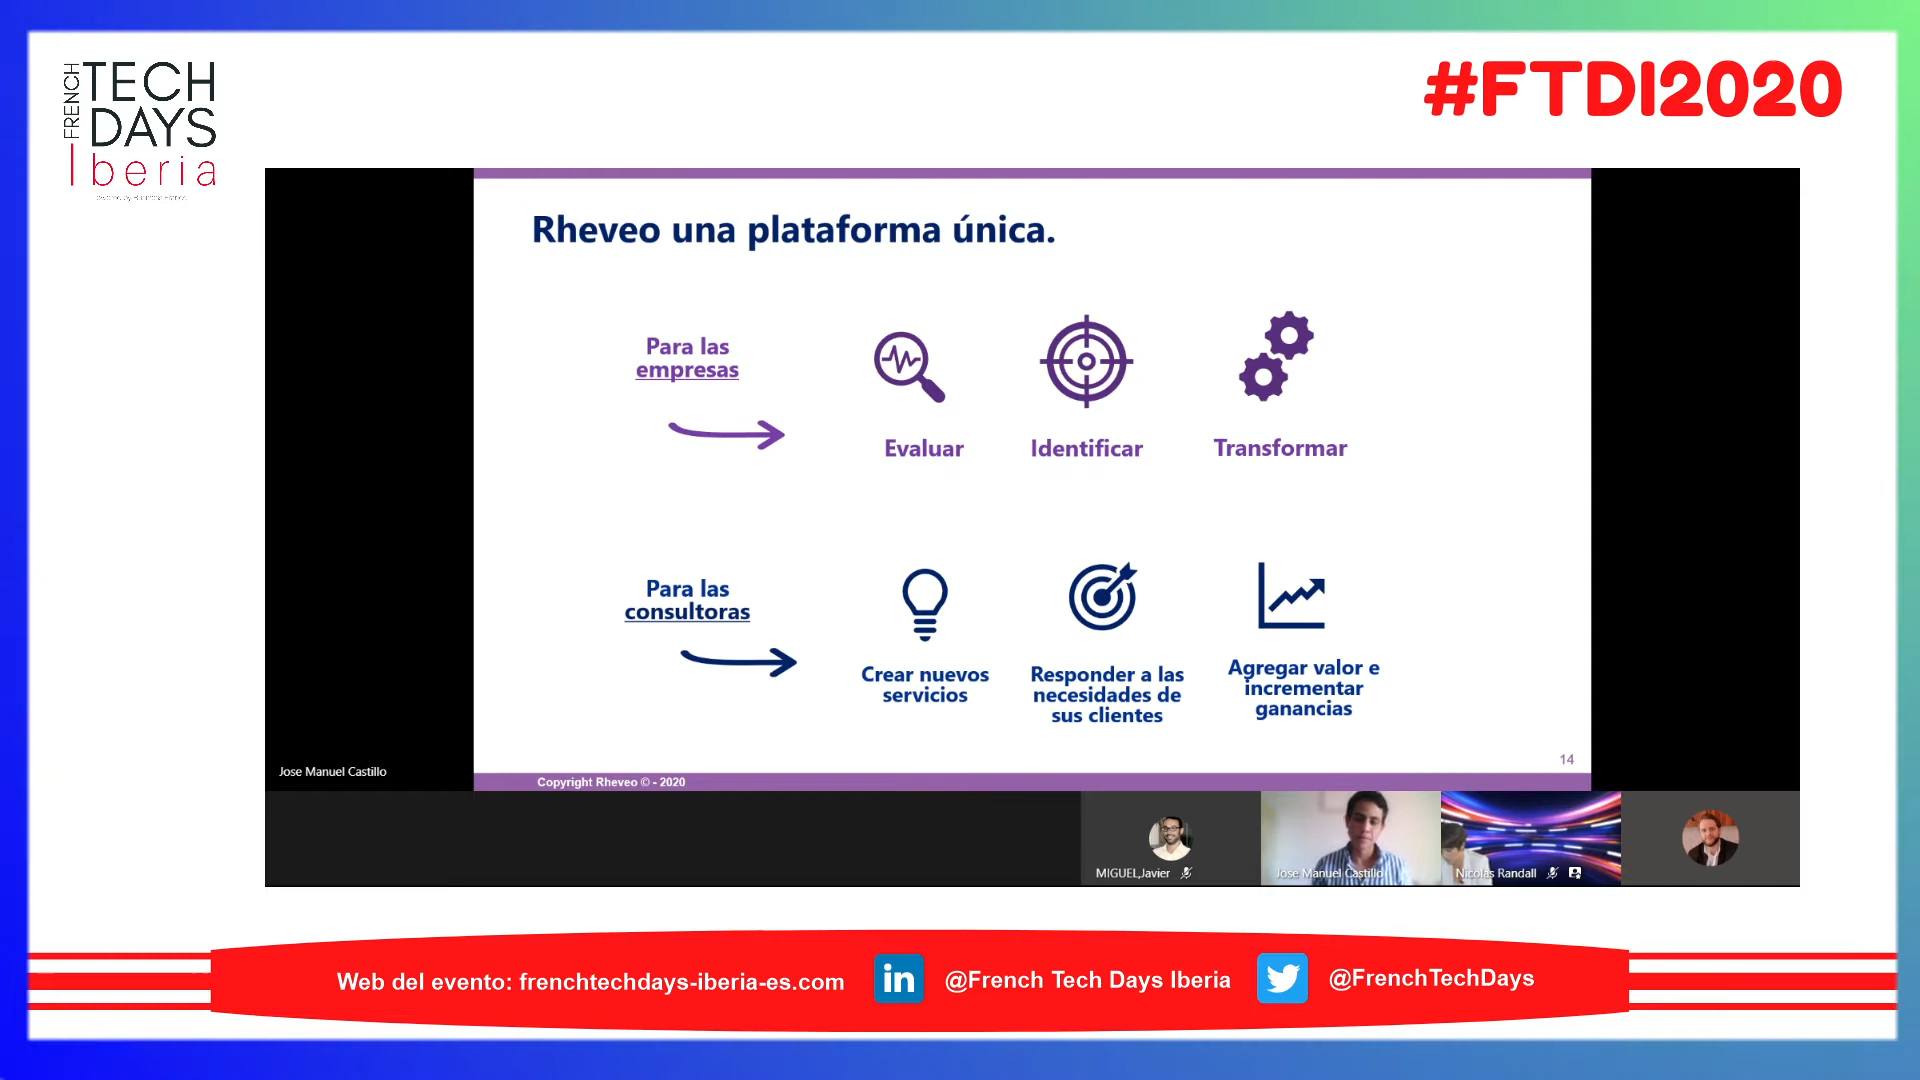 FRENCH
TECH
DAYS
Iberia
#FTDI2020
Rheveo una plataforma única.
Para las
empresas
Evaluar
Identificar
Transformar
Para las
consultoras
Crear nuevos
servicios
Responder a las
necesidades de
sus clientes
Agregar valor e
incrementar
ganancias
14
Jose Manuel Castillo
Copyright Rheveo © - 2020
MIGUEL,Javier
Jose Manuel Castillo
Nicolas Randall
Web del evento: frenchtechdays-iberia-es.com
in
@French Tech Days Iberia
@FrenchTechDays